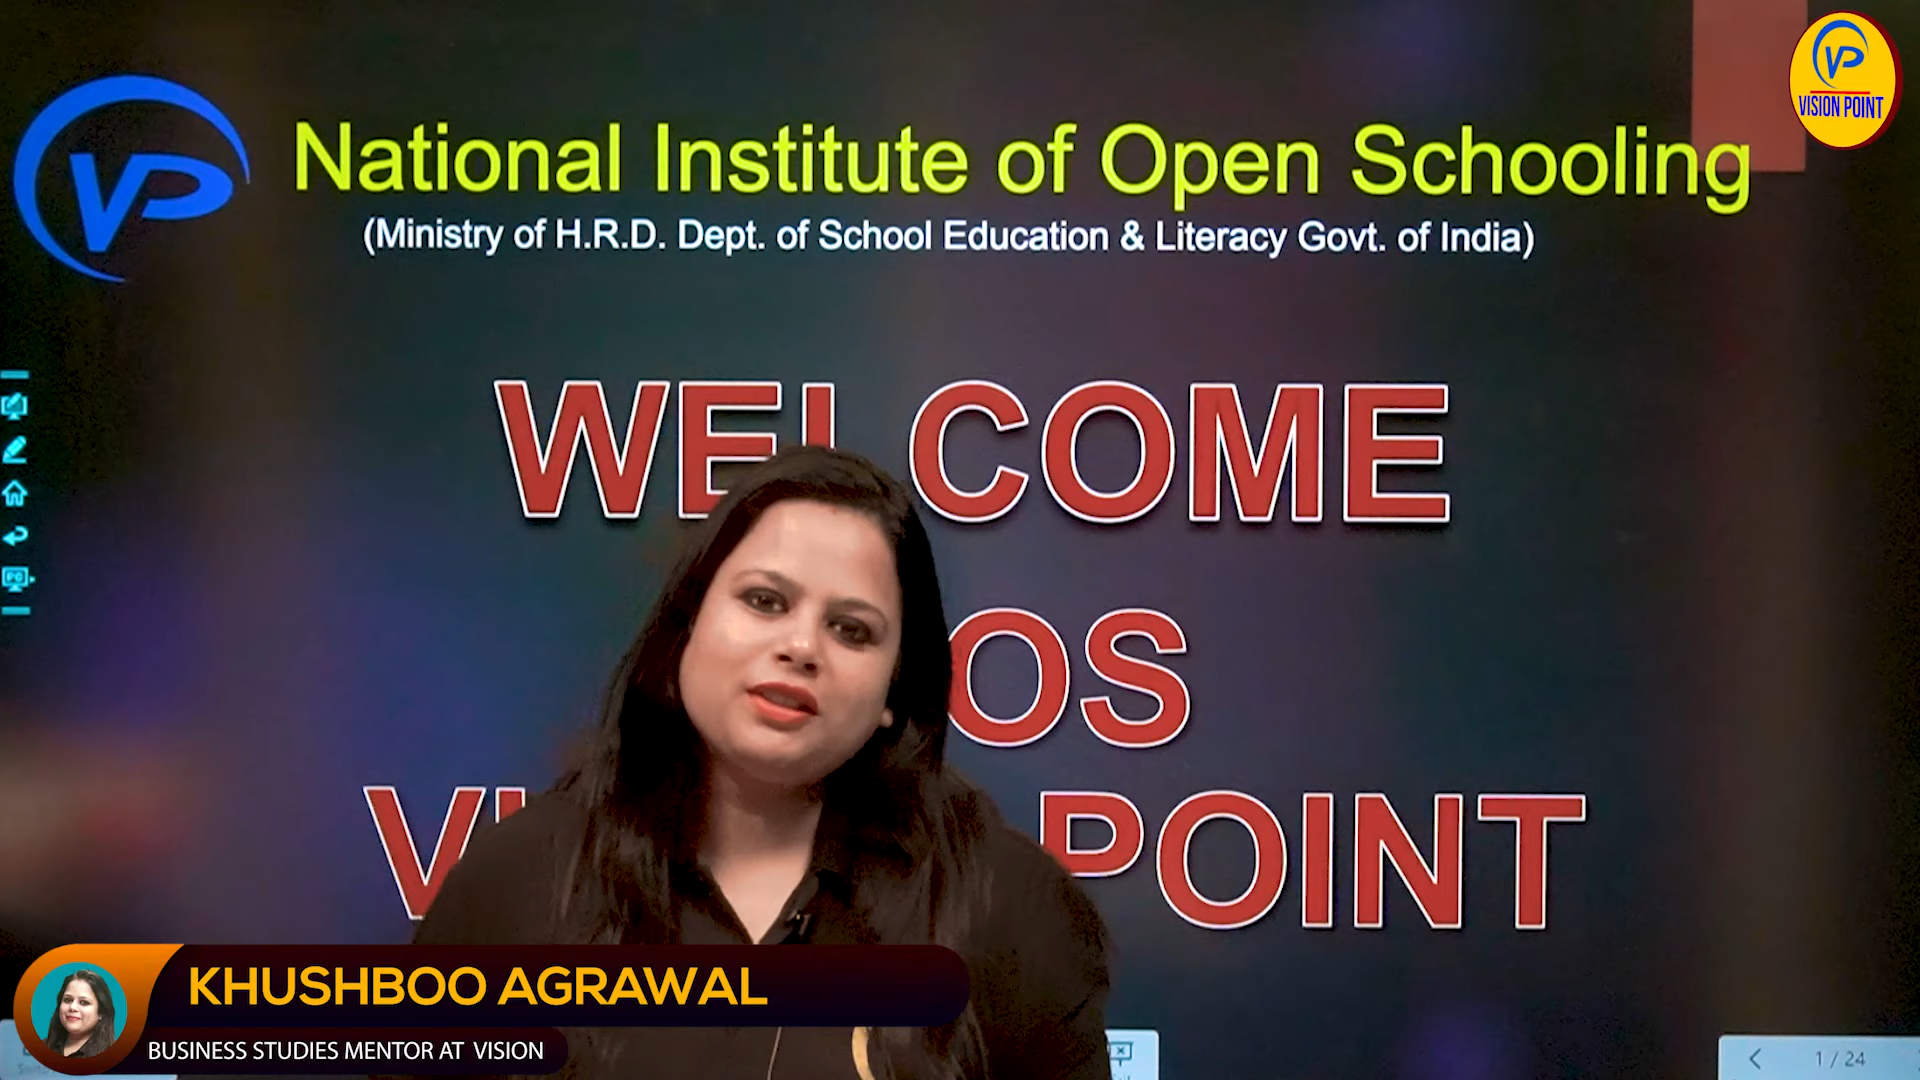 VISION POINT
National Institute of Open Schooling
(Ministry of H.R.D. Dept. of School Education & Literacy Govt. of India)
WELCOME
OS
POINT
KHUSHBOO AGRAWAL
BUSINESS STUDIES MENTOR AT VISION
1 / 24